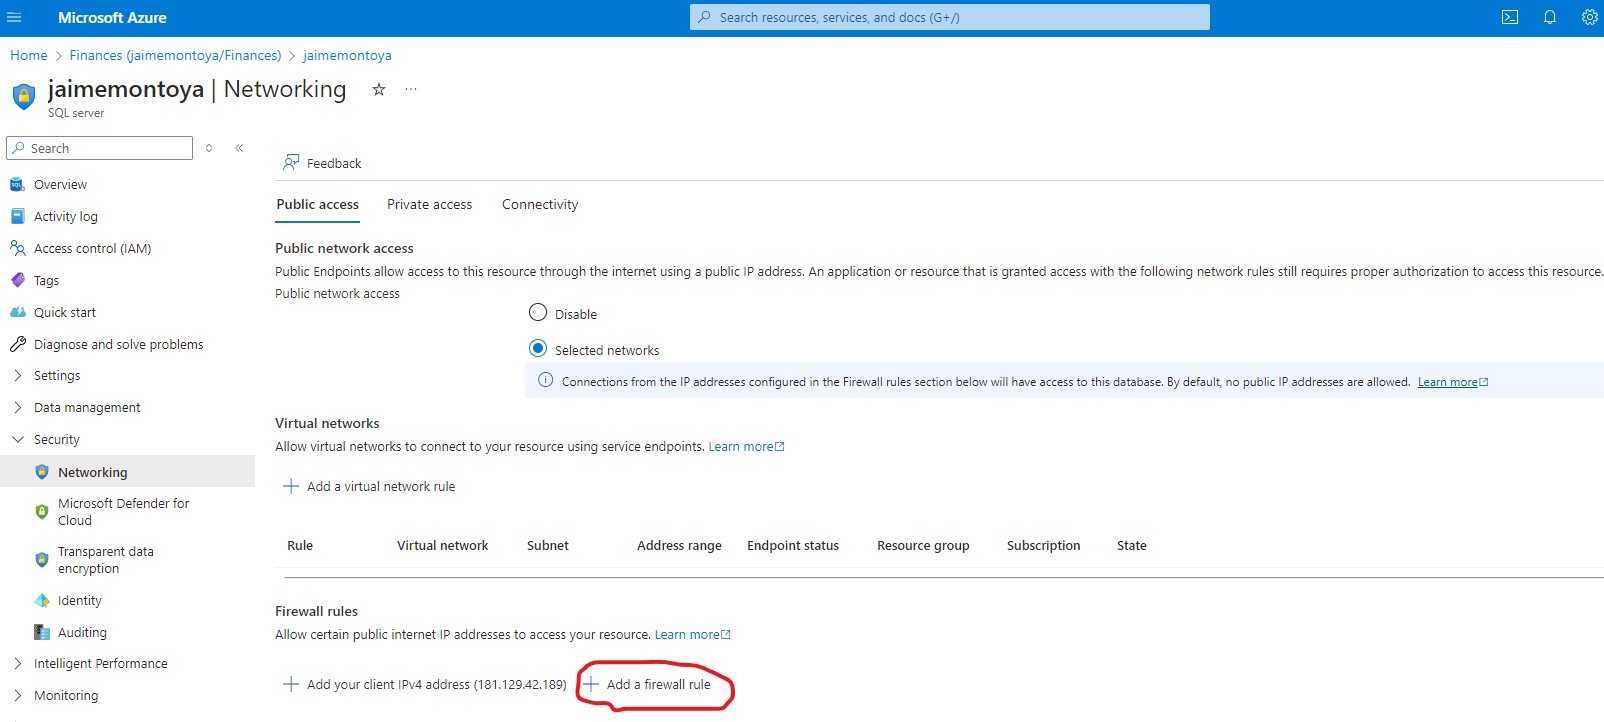 Microsoft Azure
Search resources, services, and docs (G+/)
Home > Finances (jaimemontoya/Finances) > jaimemontoya
jaimemontoya | Networking
SQL server
Search
Feedback
Overview
Activity log
Access control (IAM)
Tags
Quick start
Diagnose and solve problems
Settings
Data management
Security
Networking
Microsoft Defender for
Cloud
Transparent data
encryption
Identity
Auditing
Intelligent Performance
Monitoring
Public access Private access Connectivity
Public network access
Public Endpoints allow access to this resource through the internet using a public IP address. An application or resource that is granted access with the following network rules still requires proper authorization to access this resource.
Public network access
Disable
Selected networks
Connections from the IP addresses configured in the Firewall rules section below will have access to this database. By default, no public IP addresses are allowed. Learn more
Virtual networks
Allow virtual networks to connect to your resource using service endpoints. Learn more
+ Add a virtual network rule
Rule Virtual network Subnet Address range Endpoint status Resource group Subscription State
Firewall rules
Allow certain public internet IP addresses to access your resource. Learn more
+ Add your client IPv4 address (181.129.42.189) + Add a firewall rule